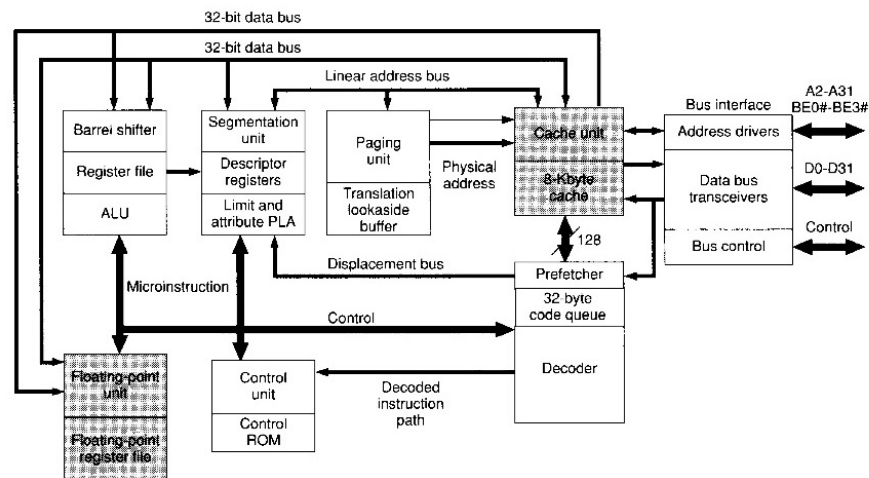 32-bit data bus
32-bit data bus
Linear address bus
A2-A31
BE0#-BE3#
Bus interface
Barrei shifter
Register file
ALU
Segmentation
unit
Descriptor
registers
Limit and
attribute PLA
Paging
unit
Translation
lookaside
buffer
Physical
address
Cache unit
8-Kbyte
cache
Address drivers
Data bus
transceivers
Bus control
D0-D31
Control
128
Displacement bus
Prefetcher
32-byte
code queue
Decoder
Microinstruction
Control
Floating-point
unit
Floating-point
register file
Control
unit
Control
ROM
Decoded
instruction
path